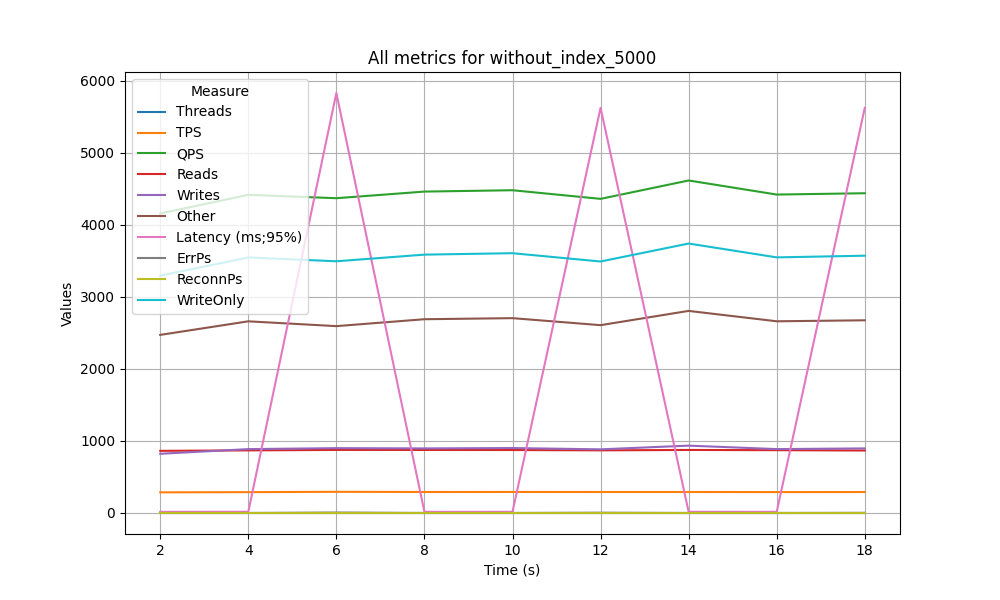 All metrics for without_index_5000
Values
6000
5000
4000
3000
2000
1000
0
Measure
Threads
TPS
QPS
Reads
Writes
Other
Latency (ms;95%)
ErrPs
ReconnPs
WriteOnly
2 4 6 8 10 12 14 16 18
Time (s)